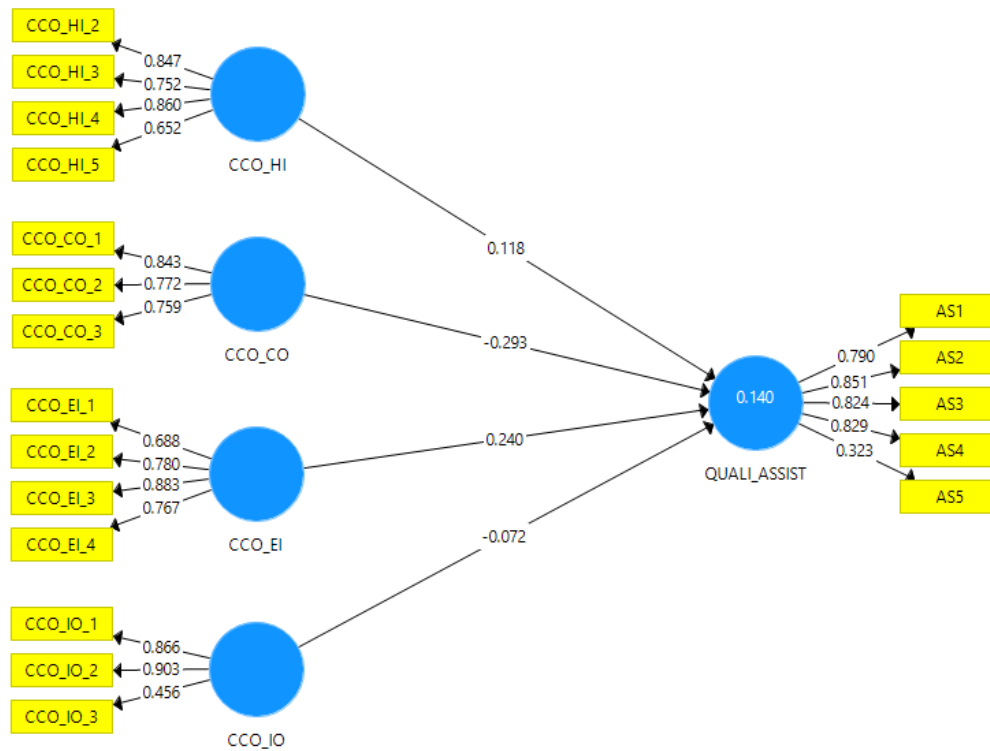 CCO_HI_2
0.847
CCO_HI_3
0.752
CCO_HI_4
0.860
CCO_HI_5
0.652
CCO_HI
0.118
CCO_CO_1
0.843
CCO_CO_2
0.772
CCO_CO_3
0.759
CCO_CO
-0.293
CCO_EI_1
0.688
CCO_EI_2
0.780
CCO_EI_3
0.883
CCO_EI_4
0.767
CCO_EI
0.240
CCO_IO_1
0.866
CCO_IO_2
0.903
CCO_IO_3
0.456
CCO_IO
-0.072
0.140
QUALI_ASSIST
0.790
AS1
0.851
AS2
0.824
AS3
0.829
AS4
0.323
AS5